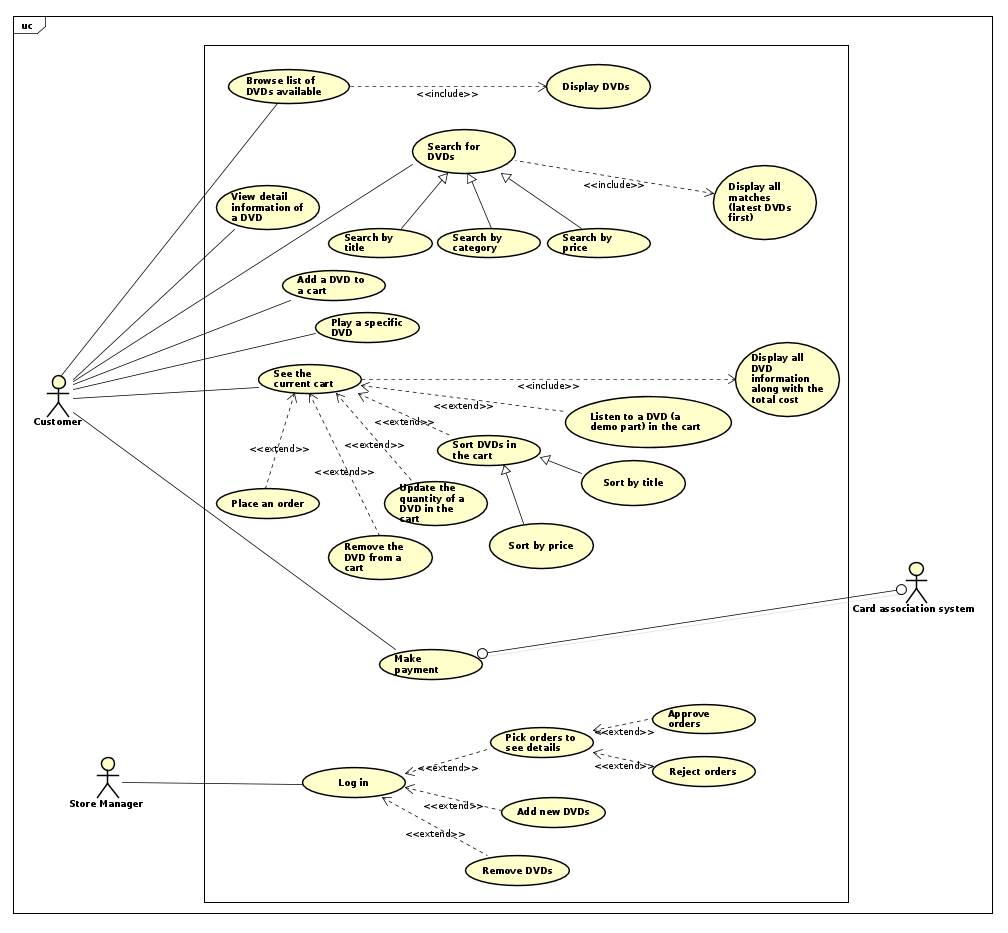 uc
Browse list of
DVDs available
<<include>>
Display DVDs
Search for
DVDs
<<include>>
Display all
matches
(latest DVDs
first)
View detail
information of
a DVD
Search by
title
Search by
category
Search by
price
Add a DVD to
a cart
Play a specific
DVD
See the
current cart
<<include>>
Display all
DVD
information
along with the
total cost
Customer
<<extend>>
Listen to a DVD (a
demo part) in the cart
<<extend>>
<<extend>>
<<extend>>
<<extend>>
Sort DVDs in
the cart
Sort by title
Place an order
Update the
quantity of a
DVD in the
cart
Remove the
DVD from a
cart
Sort by price
Card association system
Make
payment
Approve
orders
Pick orders to
see details
<<extend>>
<<extend>>
Reject orders
Store Manager
Log in
<<extend>>
<<extend>>
Add new DVDs
<<extend>>
Remove DVDs